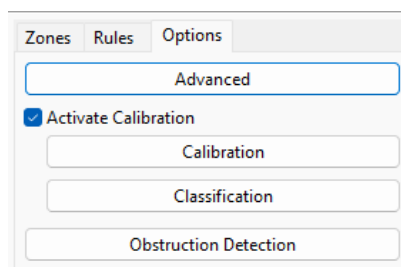 Zones Rules Options
Advanced
Activate Calibration
Calibration
Classification
Obstruction Detection